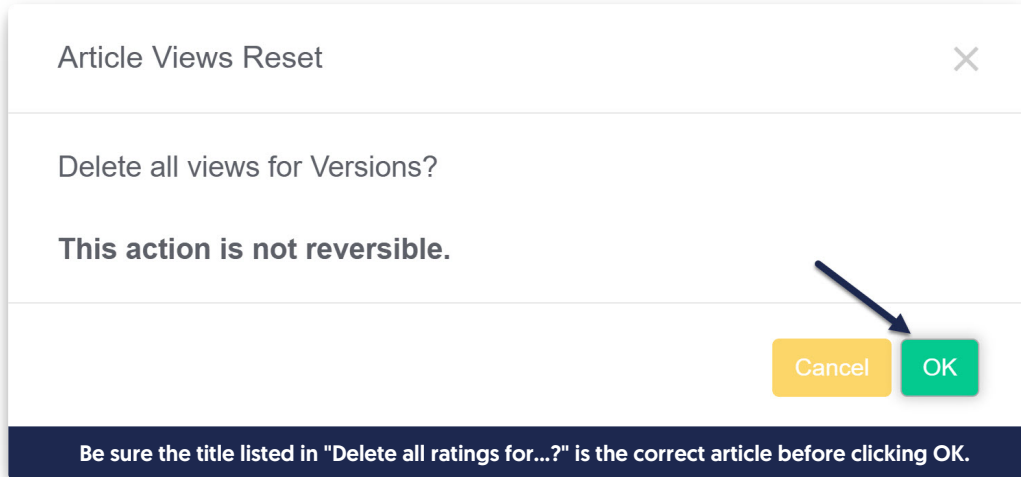 Article Views Reset
Delete all views for Versions?
This action is not reversible.
Cancel
OK
Be sure the title listed in "Delete all ratings for...?" is the correct article before clicking OK.